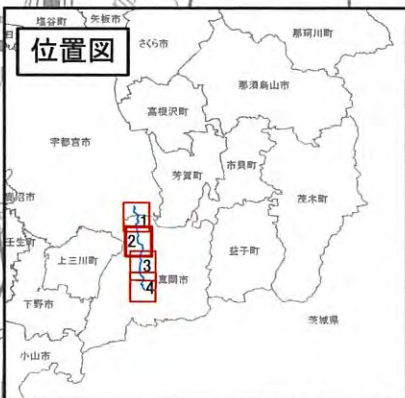 位置図
塩谷町
矢板市
さくら市
那珂川町
那須烏山市
高根沢町
宇都宮市
芳賀町
市貝町
茂木町
鹿沼市
壬生町
上三川町
1
2
3
4
真岡市
益子町
下野市
茨城県
小山市